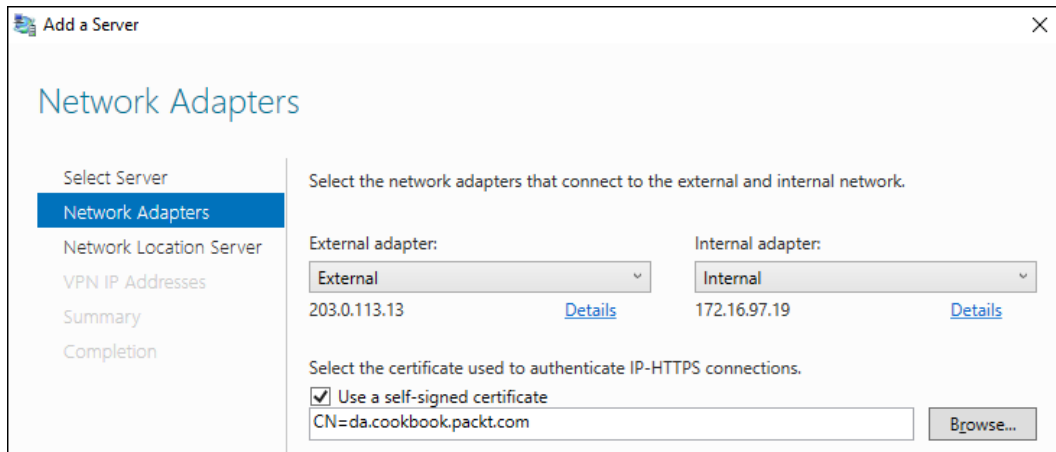 Add a Server
Network Adapters
Select Server
Network Adapters
Network Location Server
VPN IP Addresses
Summary
Completion
Select the network adapters that connect to the external and internal network.
External adapter:
External
203.0.113.13 Details
Internal adapter:
Internal
172.16.97.19 Details
Select the certificate used to authenticate IP-HTTPS connections.
Use a self-signed certificate
CN=da.cookbook.packt.com
Browse...